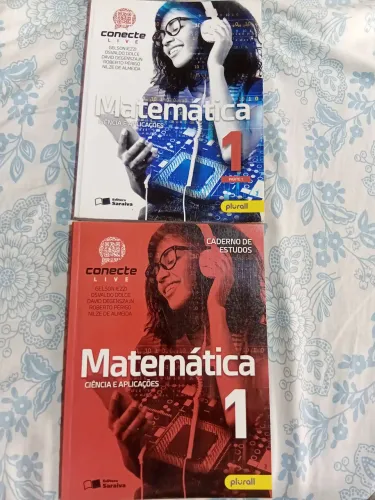 conecte
LIVE
GELSON IEZZI
OSVALDO DOLCE
DAVID DEGENSZAJN
ROBERTO PÉRIGO
NILZE DE ALMEIDA
Matemática
CIÊNCIA E APLICAÇÕES
1
PARTE I
Editora
Saraiva
plurall
conecte
LIVE
GELSON IEZZI
OSVALDO DOLCE
DAVID DEGENSZAJN
ROBERTO PÉRIGO
NILZE DE ALMEIDA
CADERNO DE
ESTUDOS
Matemática
CIÊNCIA E APLICAÇÕES
1
Editora
Saraiva
plurall